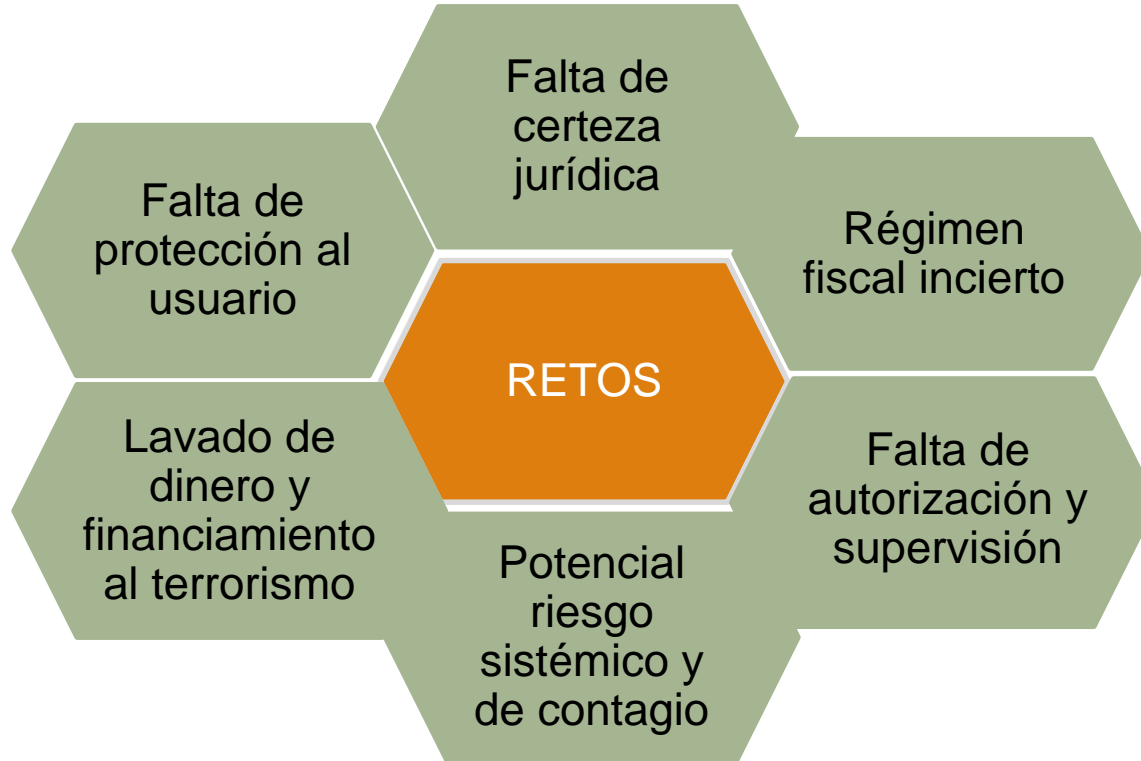 Falta de
certeza
jurídica
Falta de
protección al
usuario
Régimen
fiscal incierto
RETOS
Lavado de
dinero y
financiamiento
al terrorismo
Falta de
autorización y
supervisión
Potencial
riesgo
sistémico y
de contagio